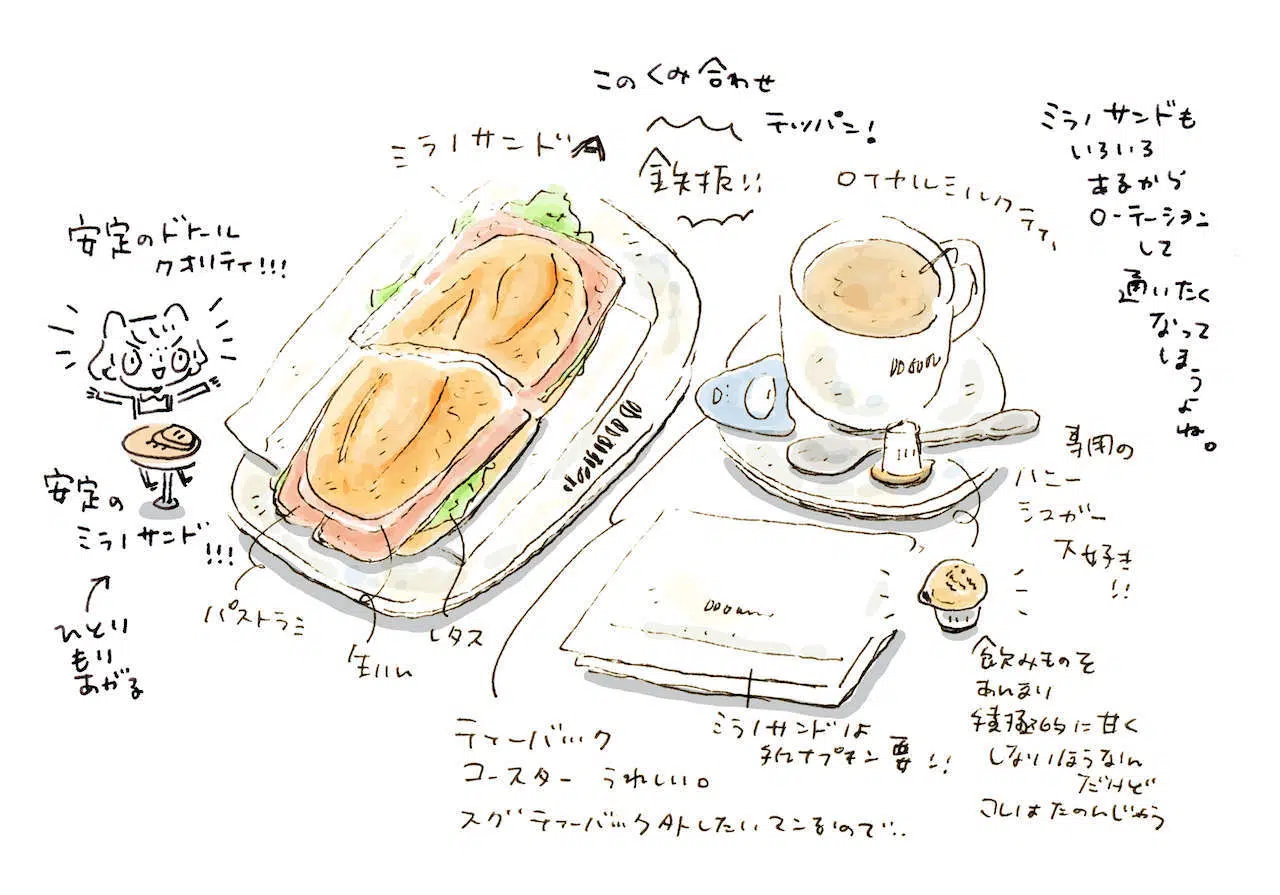 このくみ合わせ
テッパン!
鉄板!!
ミラノサンドA
ロイヤルミルクティ、
ミラノサンドも
いろいろ
あるから
ローテーション
して
通いたく
なって
しまう
よね。
安定のドトール
クオリティ!!!
安定の
ミラノサンド!!!
ひとり
もり
あがる
パストラミ
生ハム
レタス
DOUTOR
専用の
ハニー
シュガー
大好き
!!
飲みものを
あんまり
積極的に甘く
しないほうなん
だけど
コレはたのんじゃう
ティーバック
コースター うれしい。
スグティーバック外したい
ミラノサンドは
紙ナプキン要!!